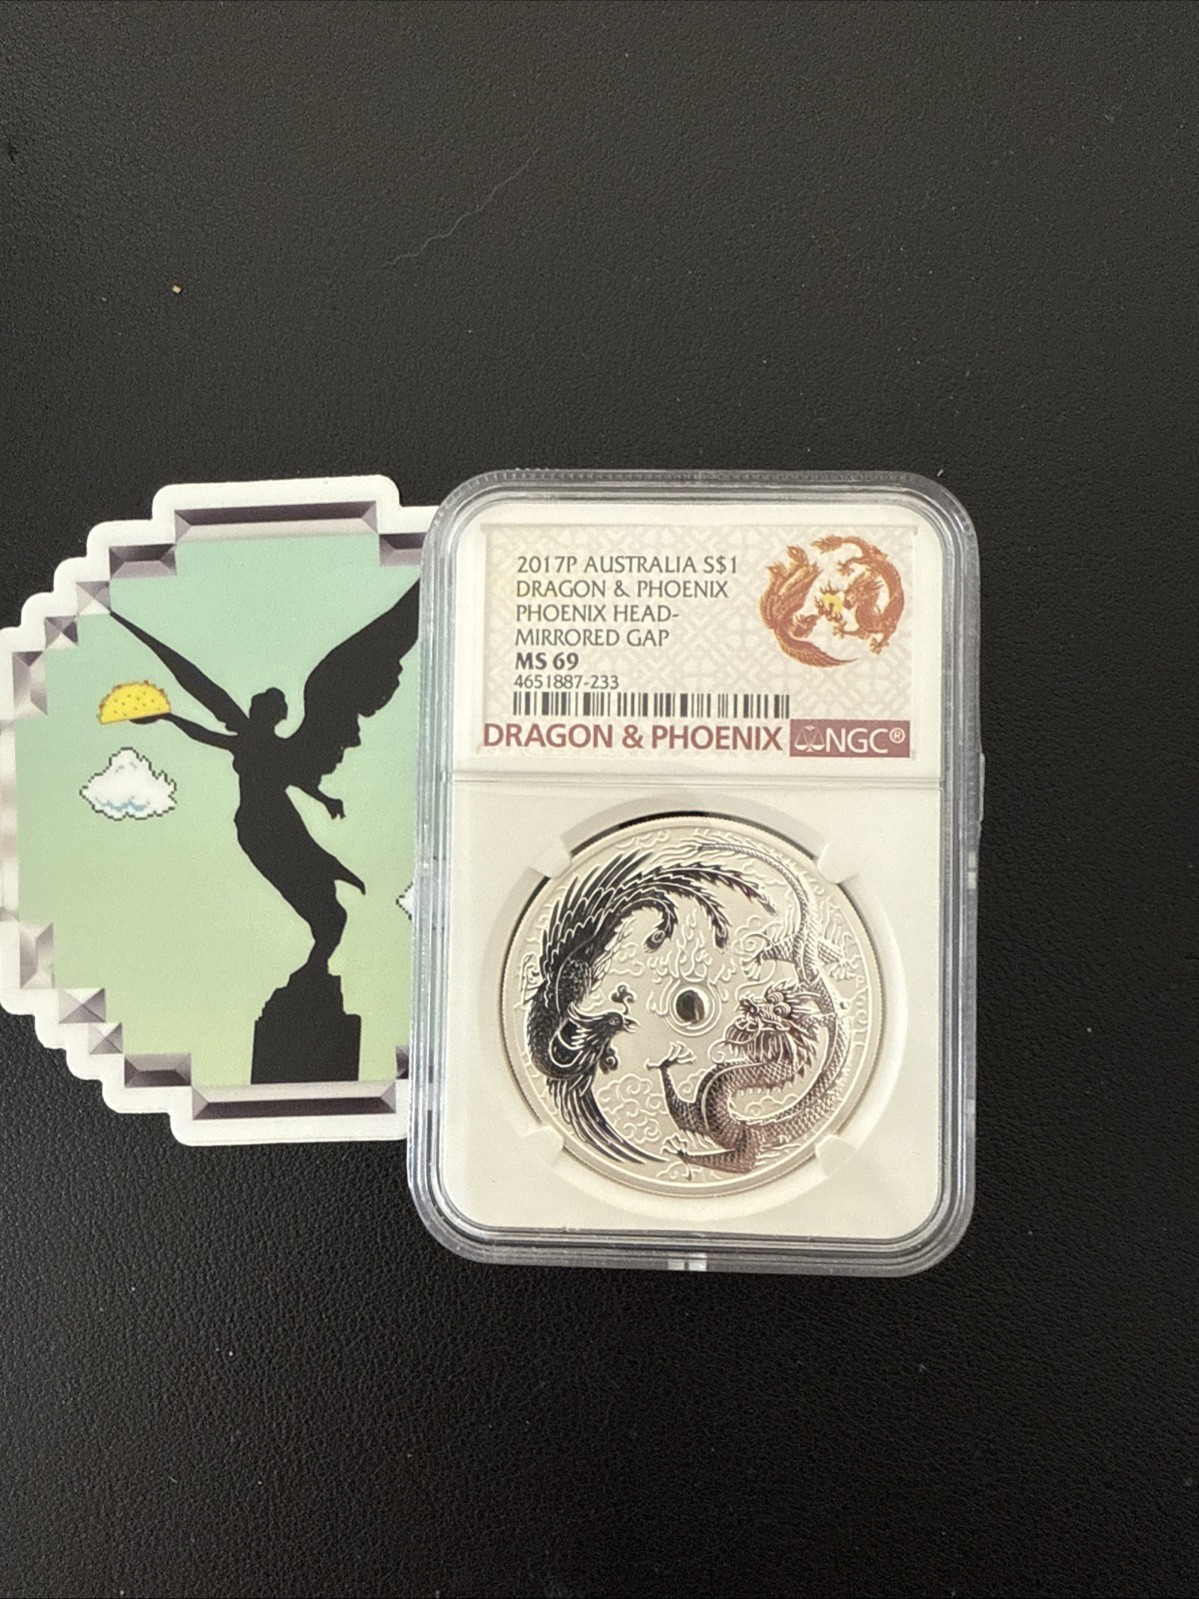 2017P AUSTRALIA S$1
DRAGON & PHOENIX
PHOENIX HEAD-
MIRRORED GAP
MS 69
4651887-233
DRAGON & PHOENIX NGC®